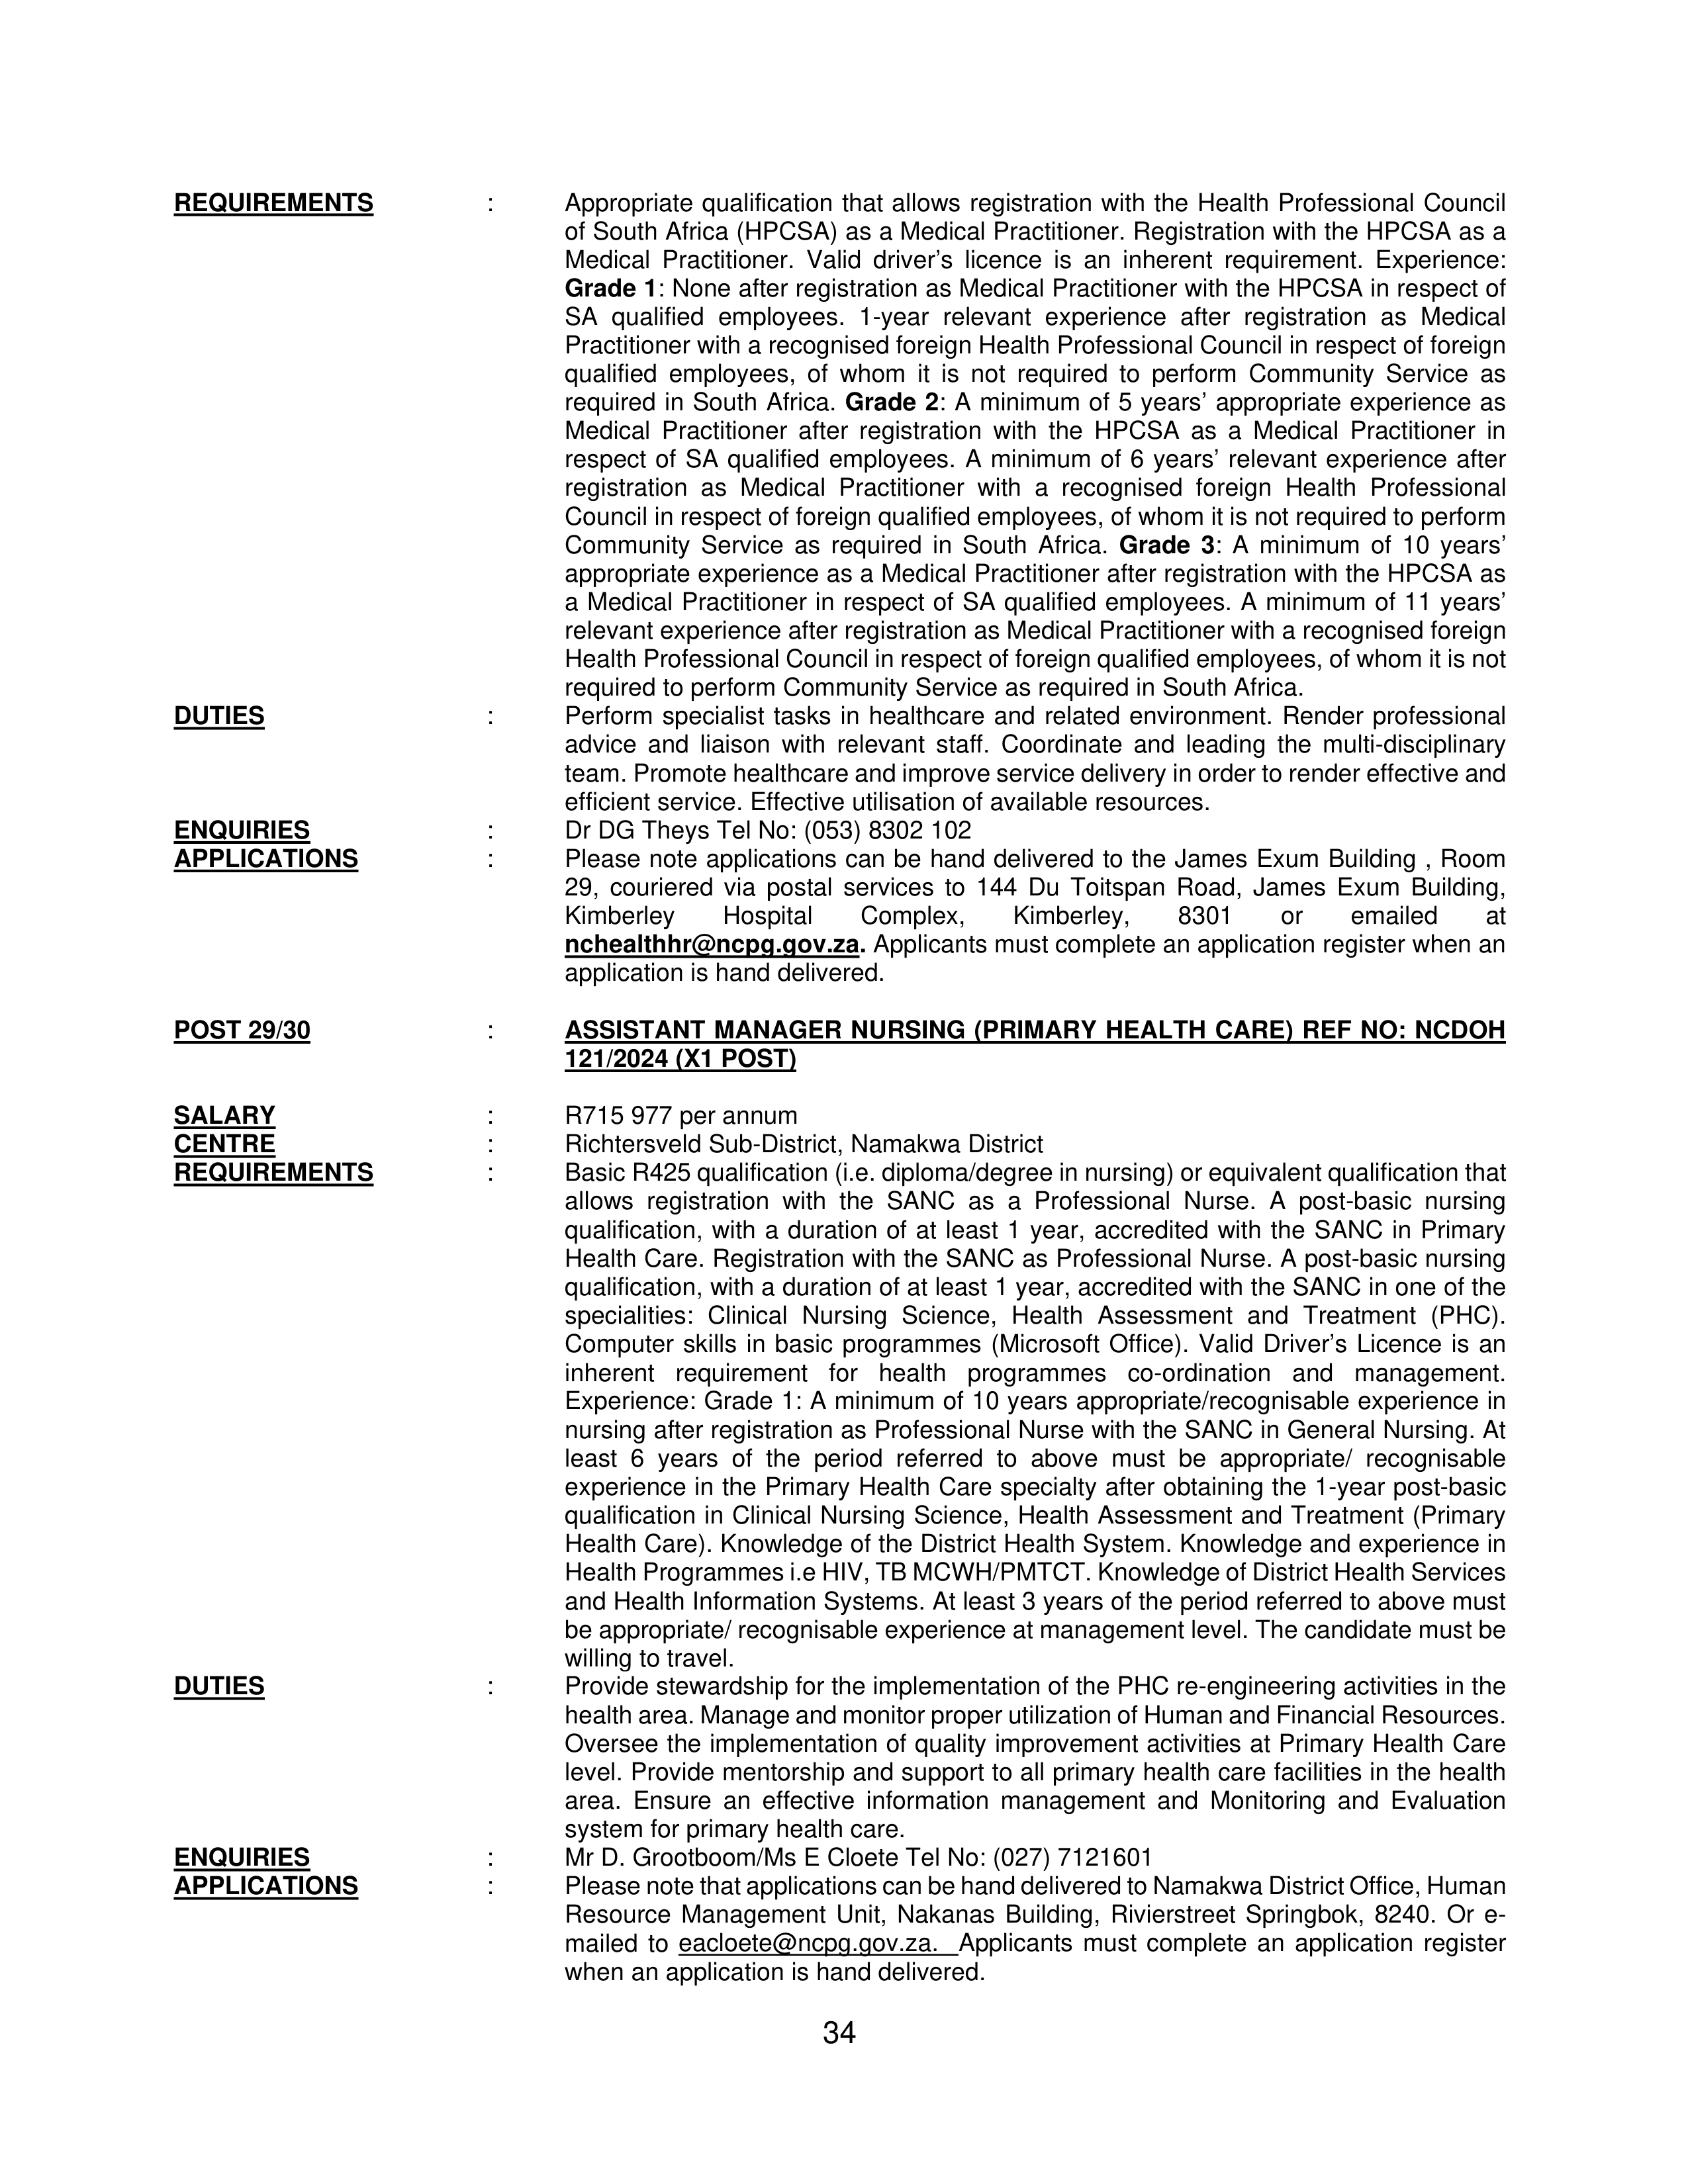 REQUIREMENTS : Appropriate qualification that allows registration with the Health Professional Council
of South Africa (HPCSA) as a Medical Practitioner. Registration with the HPCSA as a
Medical Practitioner. Valid driver’s licence is an inherent requirement. Experience:
Grade 1: None after registration as Medical Practitioner with the HPCSA in respect of
SA qualified employees. 1-year relevant experience after registration as Medical
Practitioner with a recognised foreign Health Professional Council in respect of foreign
qualified employees, of whom it is not required to perform Community Service as
required in South Africa. Grade 2: A minimum of 5 years’ appropriate experience as
Medical Practitioner after registration with the HPCSA as a Medical Practitioner in
respect of SA qualified employees. A minimum of 6 years’ relevant experience after
registration as Medical Practitioner with a recognised foreign Health Professional
Council in respect of foreign qualified employees, of whom it is not required to perform
Community Service as required in South Africa. Grade 3: A minimum of 10 years’
appropriate experience as a Medical Practitioner after registration with the HPCSA as
a Medical Practitioner in respect of SA qualified employees. A minimum of 11 years’
relevant experience after registration as Medical Practitioner with a recognised foreign
Health Professional Council in respect of foreign qualified employees, of whom it is not
required to perform Community Service as required in South Africa.
DUTIES : Perform specialist tasks in healthcare and related environment. Render professional
advice and liaison with relevant staff. Coordinate and leading the multi-disciplinary
team. Promote healthcare and improve service delivery in order to render effective and
efficient service. Effective utilisation of available resources.
ENQUIRIES : Dr DG Theys Tel No: (053) 8302 102
APPLICATIONS : Please note applications can be hand delivered to the James Exum Building , Room
29, couriered via postal services to 144 Du Toitspan Road, James Exum Building,
Kimberley Hospital Complex, Kimberley, 8301 or emailed at
nchealthhr@ncpg.gov.za. Applicants must complete an application register when an
application is hand delivered.
POST 29/30 : ASSISTANT MANAGER NURSING (PRIMARY HEALTH CARE) REF NO: NCDOH
121/2024 (X1 POST)
SALARY : R715 977 per annum
CENTRE : Richtersveld Sub-District, Namakwa District
REQUIREMENTS : Basic R425 qualification (i.e. diploma/degree in nursing) or equivalent qualification that
allows registration with the SANC as a Professional Nurse. A post-basic nursing
qualification, with a duration of at least 1 year, accredited with the SANC in Primary
Health Care. Registration with the SANC as Professional Nurse. A post-basic nursing
qualification, with a duration of at least 1 year, accredited with the SANC in one of the
specialities: Clinical Nursing Science, Health Assessment and Treatment (PHC).
Computer skills in basic programmes (Microsoft Office). Valid Driver’s Licence is an
inherent requirement for health programmes co-ordination and management.
Experience: Grade 1: A minimum of 10 years appropriate/recognisable experience in
nursing after registration as Professional Nurse with the SANC in General Nursing. At
least 6 years of the period referred to above must be appropriate/ recognisable
experience in the Primary Health Care specialty after obtaining the 1-year post-basic
qualification in Clinical Nursing Science, Health Assessment and Treatment (Primary
Health Care). Knowledge of the District Health System. Knowledge and experience in
Health Programmes i.e HIV, TB MCWH/PMTCT. Knowledge of District Health Services
and Health Information Systems. At least 3 years of the period referred to above must
be appropriate/ recognisable experience at management level. The candidate must be
willing to travel.
DUTIES : Provide stewardship for the implementation of the PHC re-engineering activities in the
health area. Manage and monitor proper utilization of Human and Financial Resources.
Oversee the implementation of quality improvement activities at Primary Health Care
level. Provide mentorship and support to all primary health care facilities in the health
area. Ensure an effective information management and Monitoring and Evaluation
system for primary health care.
ENQUIRIES : Mr D. Grootboom/Ms E Cloete Tel No: (027) 7121601
APPLICATIONS : Please note that applications can be hand delivered to Namakwa District Office, Human
Resource Management Unit, Nakanas Building, Rivierstreet Springbok, 8240. Or e-
mailed to eacloete@ncpg.gov.za. Applicants must complete an application register
when an application is hand delivered.
34